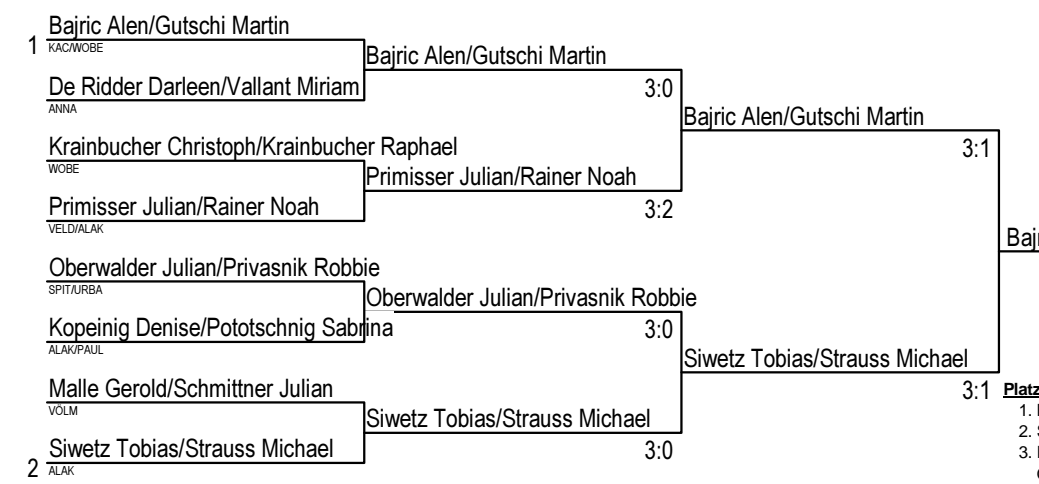 Bajric Alen/Gutschi Martin
1 KAC/WOBE
Bajric Alen/Gutschi Martin
De Ridder Darleen/Vallant Miriam
3:0
ANNA
Bajric Alen/Gutschi Martin
Krainbucher Christoph/Krainbucher Raphael
3:1
WOBE
Primisser Julian/Rainer Noah
Primisser Julian/Rainer Noah
3:2
VELD/ALAK
Oberwalder Julian/Privasnik Robbie
SPIT/URBA
Oberwalder Julian/Privasnik Robbie
Kopeinig Denise/Pototschnig Sabrina
3:0
ALAK/PAUL
Siwetz Tobias/Strauss Michael
Malle Gerold/Schmittner Julian
3:1
VÖLM
Siwetz Tobias/Strauss Michael
Siwetz Tobias/Strauss Michael
3:0
2 ALAK
1.
2.
3.